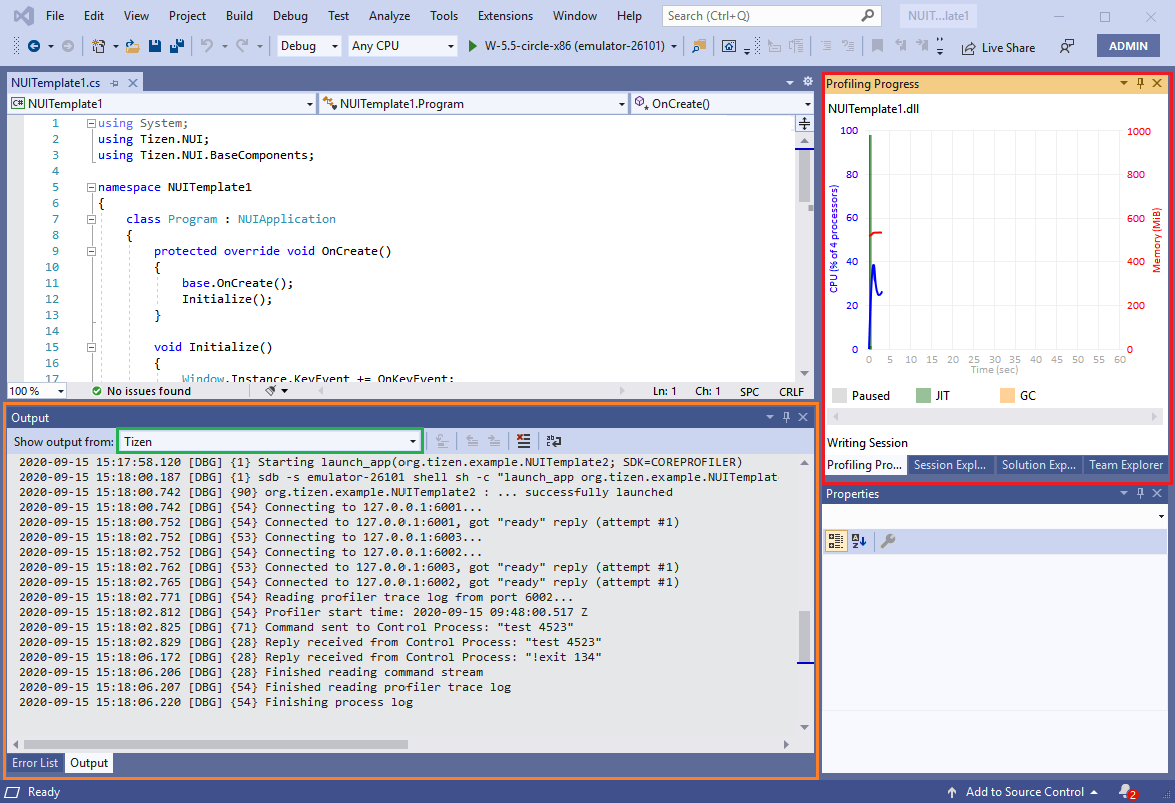 File Edit View Project Build Debug Test Analyze Tools Extensions Window Help Search (Ctrl+Q) NUIT...late1
Debug Any CPU W-5.5-circle-x86 (emulator-26101) Live Share ADMIN
NUITemplate1.cs
C# NUITemplate1 NUITemplate1.Program OnCreate()
1 using System;
2 using Tizen.NUI;
3 using Tizen.NUI.BaseComponents;
4
5 namespace NUITemplate1
6 {
7 class Program : NUIApplication
8 {
9 protected override void OnCreate()
10 {
11 base.OnCreate();
12 Initialize();
13 }
14
15 void Initialize()
16 {
17 Window.Instance.KeyEvent += OnKeyEvent;
100 % No issues found Ln: 1 Ch: 1 SPC CRLF
Output
Show output from: Tizen
2020-09-15 15:17:58.120 [DBG] {1} Starting launch_app(org.tizen.example.NUITemplate2; SDK=COREPROFILER)
2020-09-15 15:18:00.187 [DBG] {1} sdb -s emulator-26101 shell sh -c "launch_app org.tizen.example.NUITemplat
2020-09-15 15:18:00.742 [DBG] {90} org.tizen.example.NUITemplate2 : ... successfully launched
2020-09-15 15:18:00.742 [DBG] {54} Connecting to 127.0.0.1:6001...
2020-09-15 15:18:00.752 [DBG] {54} Connected to 127.0.0.1:6001, got "ready" reply (attempt #1)
2020-09-15 15:18:02.752 [DBG] {53} Connecting to 127.0.0.1:6003...
2020-09-15 15:18:02.752 [DBG] {54} Connecting to 127.0.0.1:6002...
2020-09-15 15:18:02.762 [DBG] {53} Connected to 127.0.0.1:6003, got "ready" reply (attempt #1)
2020-09-15 15:18:02.765 [DBG] {54} Connected to 127.0.0.1:6002, got "ready" reply (attempt #1)
2020-09-15 15:18:02.771 [DBG] {54} Reading profiler trace log from port 6002...
2020-09-15 15:18:02.812 [DBG] {54} Profiler start time: 2020-09-15 09:48:00.517 Z
2020-09-15 15:18:02.825 [DBG] {71} Command sent to Control Process: "test 4523"
2020-09-15 15:18:02.829 [DBG] {28} Reply received from Control Process: "test 4523"
2020-09-15 15:18:06.172 [DBG] {28} Reply received from Control Process: "!exit 134"
2020-09-15 15:18:06.206 [DBG] {28} Finished reading command stream
2020-09-15 15:18:06.207 [DBG] {54} Finished reading profiler trace log
2020-09-15 15:18:06.220 [DBG] {54} Finishing process log
Error List Output
Profiling Progress
NUITemplate1.dll
100 1000
80 800
60 600
40 400
20 200
0 0
CPU (% of 4 processors)
Memory (MiB)
0 5 10 15 20 25 30 35 40 45 50 55 60
Time (sec)
Paused JIT GC
Writing Session
Profiling Pro... Session Expl... Solution Exp... Team Explorer
Properties
Ready Add to Source Control 2